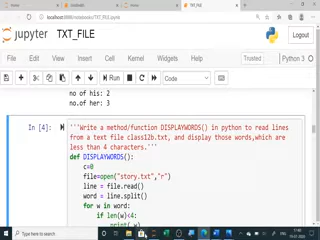 Home
TXT_FILE
localhost:8888/notebooks/TXT_FILE.ipynb
jupyter TXT_FILE
Logout
File Edit View Insert Cell Kernel Widgets Help
Trusted
Python 3
Run
Code
no of his: 2
no.of her: 3
In [4]:
'''Write a method/function DISPLAYWORDS() in python to read lines
from a text file class12b.txt, and display those words,which are
less than 4 characters.'''
def DISPLAYWORDS():
c=0
file=open("story.txt","r")
line = file.read()
word = line.split()
for w in word:
if len(w)<4:
print( w)